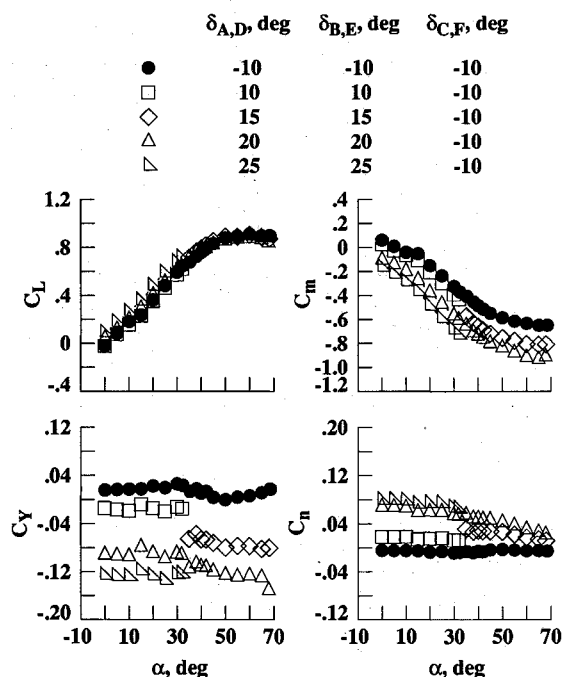 δA,D, deg δB,E, deg δC,F, deg
-10 -10 -10
10 10 -10
15 15 -10
20 20 -10
25 25 -10
1.2
.8
.4
0
-.4
CL
.4
.2
0
-.2
-.4
-.6
-.8
-1.0
-1.2
Cm
.12
.04
-.04
-.12
-.20
CY
-10 10 30 50 70
α, deg
.20
.12
.04
-.04
-.12
Cn
-10 10 30 50 70
α, deg